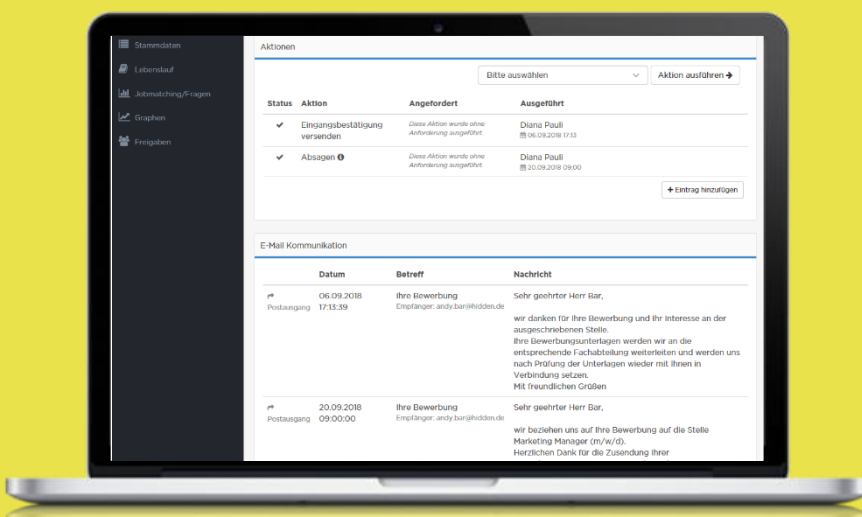 Stammdaten
Lebenslauf
Jobmatching/Fragen
Graphen
Freigaben
Aktionen
Bitte auswählen
Aktion ausführen
Status Aktion Angefordert Ausgeführt
Eingangsbestätigung
versenden
Diese Aktion wurde ohne
Anforderung ausgeführt.
Diana Pauli
06.09.2018 17:13
Absagen
Diese Aktion wurde ohne
Anforderung ausgeführt.
Diana Pauli
20.09.2018 09:00
+ Eintrag hinzufügen
E-Mail Kommunikation
Datum Betreff Nachricht
Postausgang
06.09.2018
17:13:39
Ihre Bewerbung
Empfänger: andy.bar@hidden.de
Sehr geehrter Herr Bar,
wir danken für Ihre Bewerbung und Ihr Interesse an der
ausgeschriebenen Stelle.
Ihre Bewerbungsunterlagen werden wir an die
entsprechende Fachabteilung weiterleiten und werden uns
nach Prüfung der Unterlagen wieder mit Ihnen in
Verbindung setzen.
Mit freundlichen Grüßen
Postausgang
20.09.2018
09:00:00
Ihre Bewerbung
Empfänger: andy.bar@hidden.de
Sehr geehrter Herr Bar,
wir beziehen uns auf Ihre Bewerbung auf die Stelle
Marketing Manager (m/w/d).
Herzlichen Dank für die Zusendung Ihrer